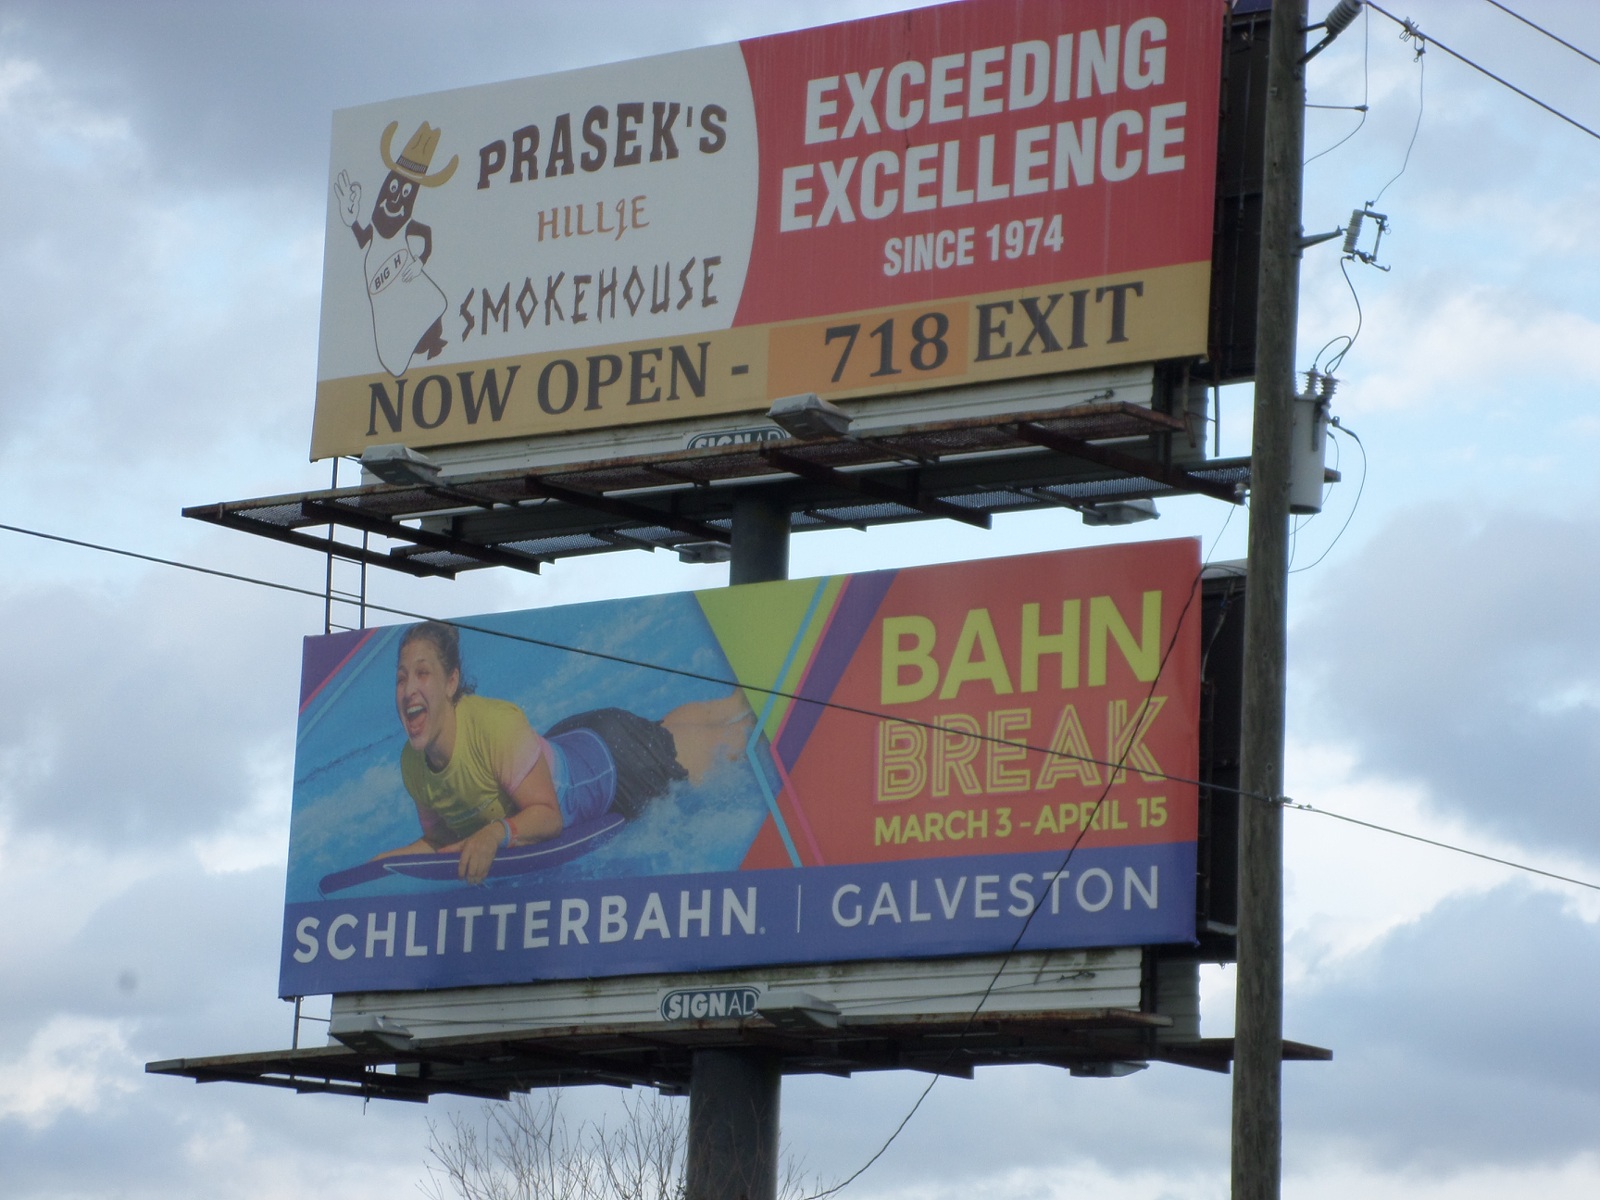 PRASEK'S
HILLJE
SMOKEHOUSE
BIG H
EXCEEDING
EXCELLENCE
SINCE 1974
NOW OPEN - 718 EXIT
SIGNAD
BAHN
BREAK
MARCH 3 - APRIL 15
SCHLITTERBAHN. | GALVESTON
SIGNAD